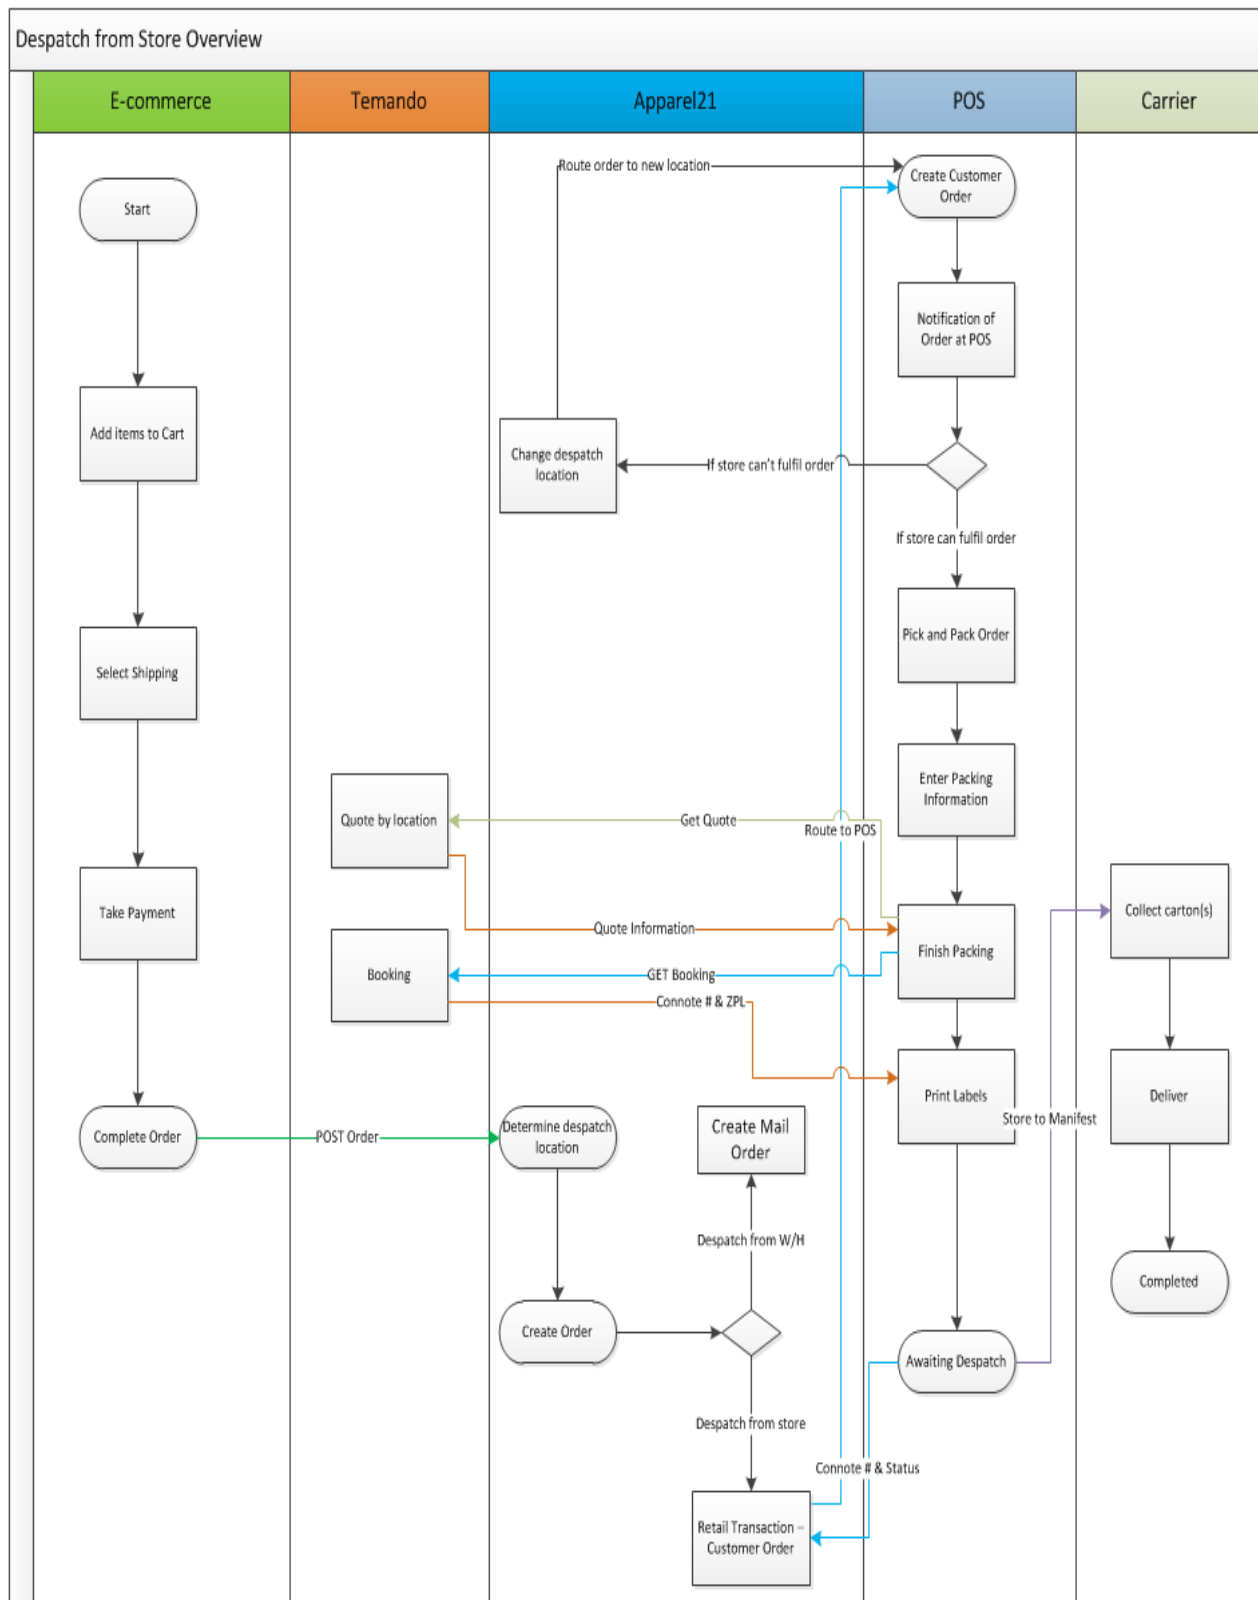 Despatch from Store Overview
E-commerce
Temando
Apparel21
POS
Carrier
Start
Add items to Cart
Select Shipping
Take Payment
Complete Order
POST Order
Quote by location
Booking
Route order to new location
Change despatch
location
If store can't fulfil order
Get Quote
Route to POS
Quote Information
GET Booking
Connote # & ZPL
Determine despatch
location
Create Order
Create Mail
Order
Despatch from W/H
Despatch from store
Retail Transaction –
Customer Order
Connote # & Status
Create Customer
Order
Notification of
Order at POS
If store can fulfil order
Pick and Pack Order
Enter Packing
Information
Finish Packing
Print Labels
Awaiting Despatch
Store to Manifest
Collect carton(s)
Deliver
Completed